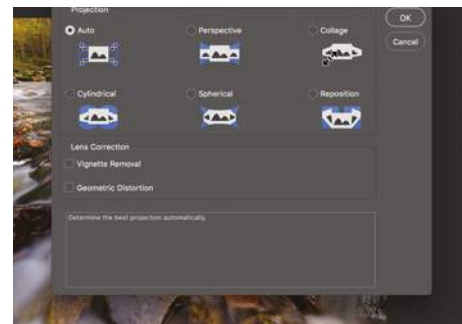 Projection
Auto
Perspective
Collage
OK
Cancel
Cylindrical
Spherical
Reposition
Lens Correction
Vignette Removal
Geometric Distortion
Determine the best projection automatically.